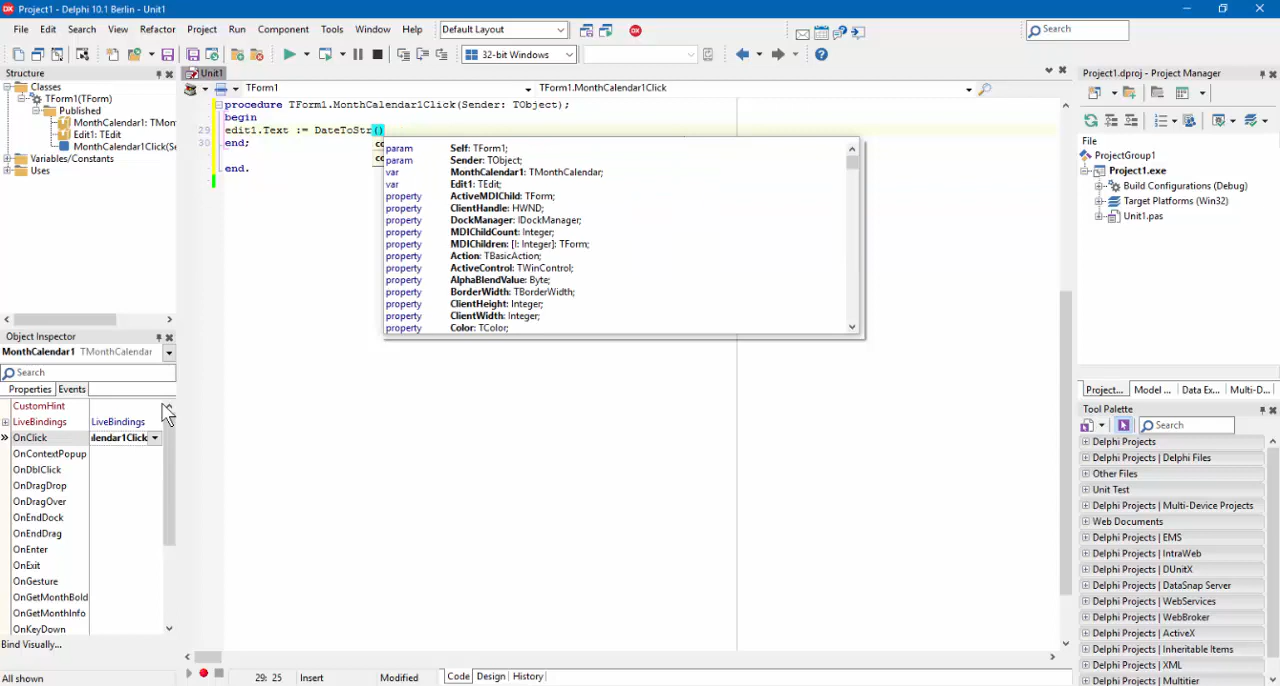 Project1 - Delphi 10.1 Berlin - Unit1
File Edit Search View Refactor Project Run Component Tools Window Help
Default Layout
Search
32-bit Windows
Structure
Classes
TForm1(TForm)
Published
MonthCalendar1: TMon
Edit1: TEdit
MonthCalendar1Click(Se
Variables/Constants
Uses
Unit1
TForm1
TForm1.MonthCalendar1Click
procedure TForm1.MonthCalendar1Click(Sender: TObject);
begin
29 edit1.Text := DateToStr()
30 end;
end.
param Self: TForm1;
param Sender: TObject;
var MonthCalendar1: TMonthCalendar;
var Edit1: TEdit;
property ActiveMDIChild: TForm;
property ClientHandle: HWND;
property DockManager: IDockManager;
property MDIChildCount: Integer;
property MDIChildren: [I: Integer]: TForm;
property Action: TBasicAction;
property ActiveControl: TWinControl;
property AlphaBlendValue: Byte;
property BorderWidth: TBorderWidth;
property ClientHeight: Integer;
property ClientWidth: Integer;
property Color: TColor;
Object Inspector
MonthCalendar1 TMonthCalendar
Search
Properties Events
CustomHint
LiveBindings LiveBindings
OnClick lendar1Click
OnContextPopup
OnDblClick
OnDragDrop
OnDragOver
OnEndDock
OnEndDrag
OnEnter
OnExit
OnGesture
OnGetMonthBold
OnGetMonthInfo
OnKeyDown
Bind Visually...
All shown
29: 25 Insert Modified Code Design History
Project1.dproj - Project Manager
File
ProjectGroup1
Project1.exe
Build Configurations (Debug)
Target Platforms (Win32)
Unit1.pas
Project... Model ... Data Ex... Multi-D...
Tool Palette
Search
Delphi Projects
Delphi Projects | Delphi Files
Other Files
Unit Test
Delphi Projects | Multi-Device Projects
Web Documents
Delphi Projects | EMS
Delphi Projects | IntraWeb
Delphi Projects | DUnitX
Delphi Projects | DataSnap Server
Delphi Projects | WebServices
Delphi Projects | WebBroker
Delphi Projects | ActiveX
Delphi Projects | Inheritable Items
Delphi Projects | XML
Delphi Projects | Multitier